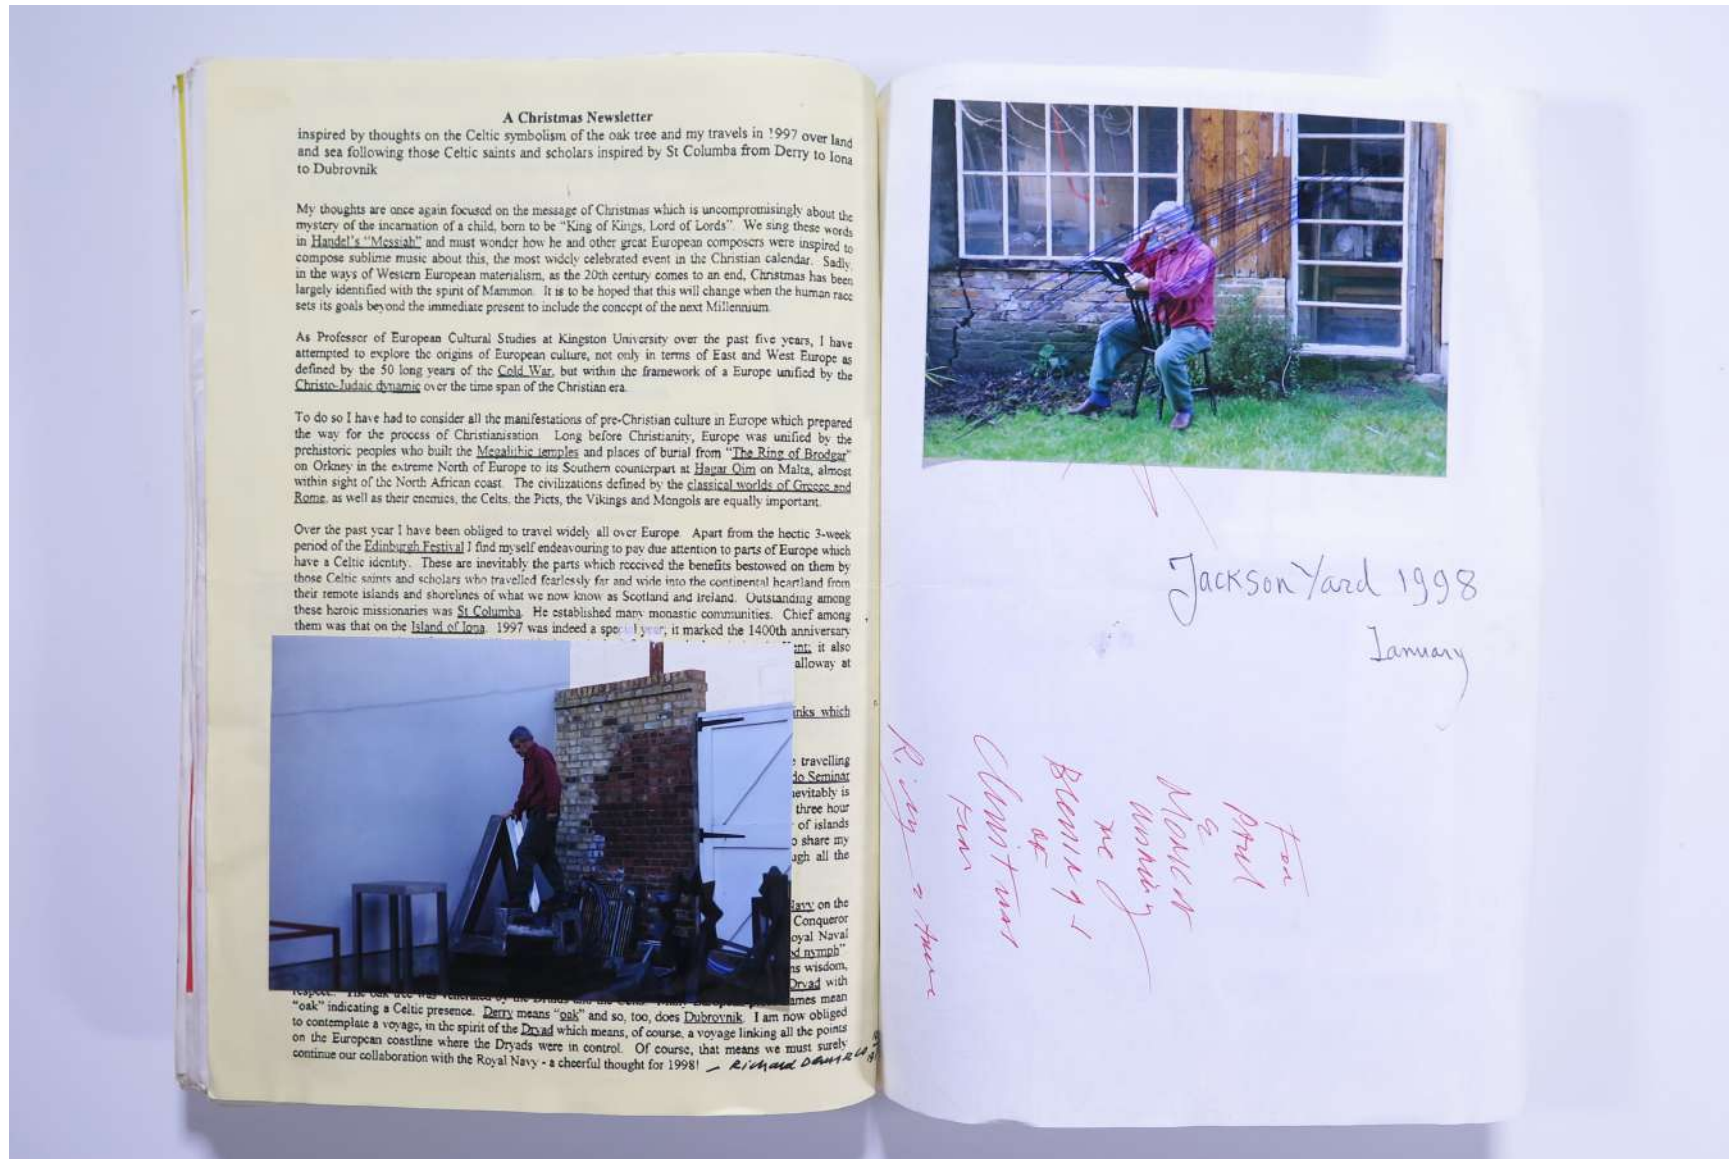 A Christmas Newsletter
inspired by thoughts on the Celtic symbolism of the oak tree and my travels in 1997 over land
and sea following those Celtic saints and scholars inspired by St Columba from Derry to Iona
to Dubrovnik
My thoughts are once again focused on the message of Christmas which is uncompromisingly about the
mystery of the incarnation of a child, born to be “King of Kings, Lord of Lords”. We sing these words
in Handel's “Messiah” and must wonder how he and other great European composers were inspired to
compose sublime music about this, the most widely celebrated event in the Christian calendar. Sadly,
in the ways of Western European materialism, as the 20th century comes to an end, Christmas has been
largely identified with the spirit of Mammon. It is to be hoped that this will change when the human race
sets its goals beyond the immediate present to include the concept of the next Millennium.
As Professor of European Cultural Studies at Kingston University over the past five years, I have
attempted to explore the origins of European culture, not only in terms of East and West Europe as
defined by the 50 long years of the Cold War, but within the framework of a Europe unified by the
Christo-Judaic dynamic over the time span of the Christian era.
To do so I have had to consider all the manifestations of pre-Christian culture in Europe which prepared
the way for the process of Christianisation. Long before Christianity, Europe was unified by the
prehistoric peoples who built the Megalithic temples and places of burial from “The Ring of Brodgar”
on Orkney in the extreme North of Europe to its Southern counterpart at Hagar Qim on Malta, almost
within sight of the North African coast. The civilizations defined by the classical worlds of Greece and
Rome, as well as their enemies, the Celts, the Picts, the Vikings and Mongols are equally important.
Over the past year I have been obliged to travel widely all over Europe. Apart from the hectic 3-week
period of the Edinburgh Festival I find myself endeavouring to pay due attention to parts of Europe which
have a Celtic identity. These are inevitably the parts which received the benefits bestowed on them by
those Celtic saints and scholars who travelled fearlessly far and wide into the continental heartland from
their remote islands and shorelines of what we now know as Scotland and Ireland. Outstanding among
these heroic missionaries was St Columba. He established many monastic communities. Chief among
them was that on the Island of Iona. 1997 was indeed a special year; it marked the 1400th anniversary
Kent; it also
alloway at
inks which
travelling
do Seminar
nevitably is
three hour
of islands
o share my
ugh all the
Navy on the
Conqueror
oyal Naval
d nymph”
ns wisdom,
Dryad with
respect. The oak tree was venerated by the Druids and the Celts. ames mean
“oak” indicating a Celtic presence. Derry means “oak” and so, too, does Dubrovnik. I am now obliged
to contemplate a voyage, in the spirit of the Dryad which means, of course, a voyage linking all the points
on the European coastline where the Dryads were in control. Of course, that means we must surely
continue our collaboration with the Royal Navy - a cheerful thought for 1998! – Richard
Jackson Yard 1998
January
For
Paul
&
wishing
Blessings
of
Christmas